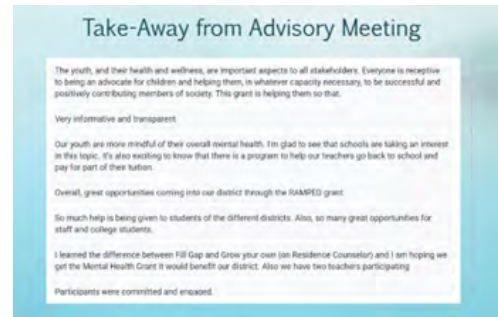 Take-Away from Advisory Meeting
The youth, and their health and wellness, are important aspects to all stakeholders. Everyone is receptive
to being an advocate for children and helping them, in whatever capacity necessary, to be successful and
positively contributing members of society. This grant is helping them so that.
Very informative and transparent
Our youth are more mindful of their overall mental health. I'm glad to see that schools are taking an interest
in this topic. It's also exciting to know that there is a program to help our teachers go back to school and
pay for part of their tuition.
Overall, great opportunities coming into our district through the RAMPED grant.
So much help is being given to students of the different districts. Also, so many great opportunities for
staff and college students.
I learned the difference between Fill Gap and Grow your own (on Residence Counselor) and I am hoping we
get the Mental Health Grant it would benefit our district. Also we have two teachers participating
Participants were committed and engaged.